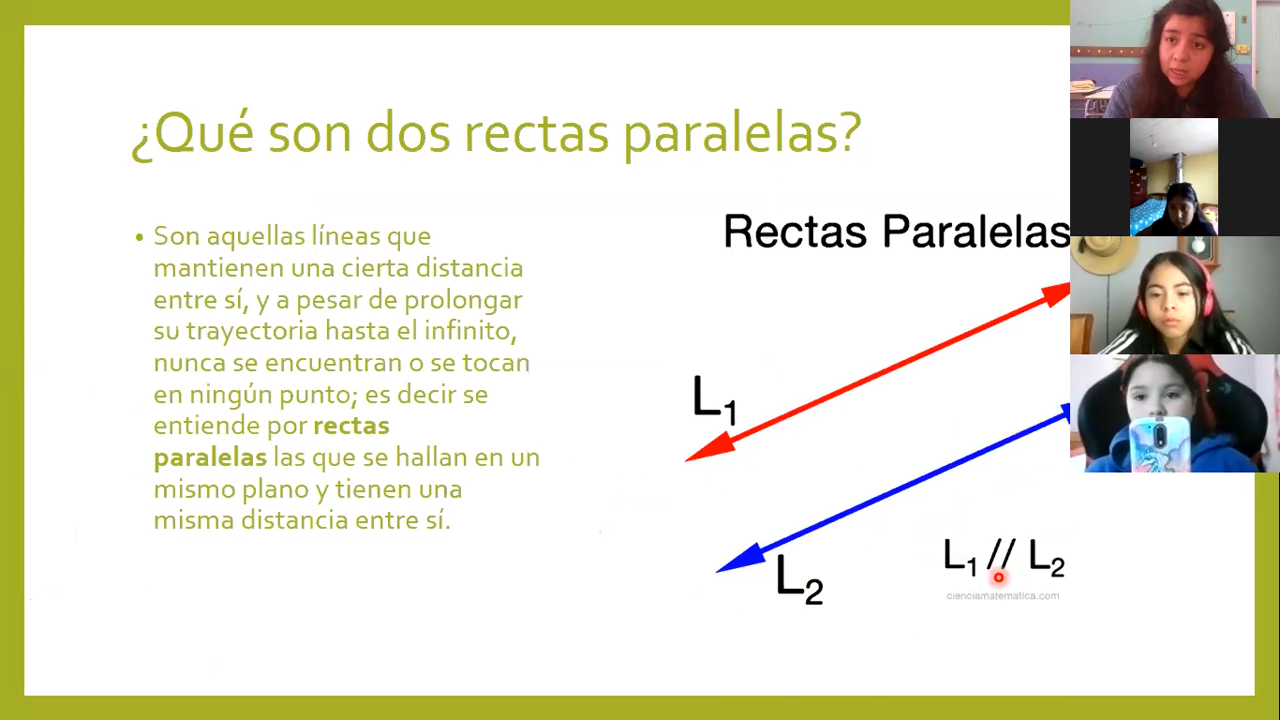 ¿Qué son dos rectas paralelas?
• Son aquellas líneas que
mantienen una cierta distancia
entre sí, y a pesar de prolongar
su trayectoria hasta el infinito,
nunca se encuentran o se tocan
en ningún punto; es decir se
entiende por rectas
paralelas las que se hallan en un
mismo plano y tienen una
misma distancia entre sí.
Rectas Paralelas
L₁
L₂
L₁ // L₂
cienciamatematica.com